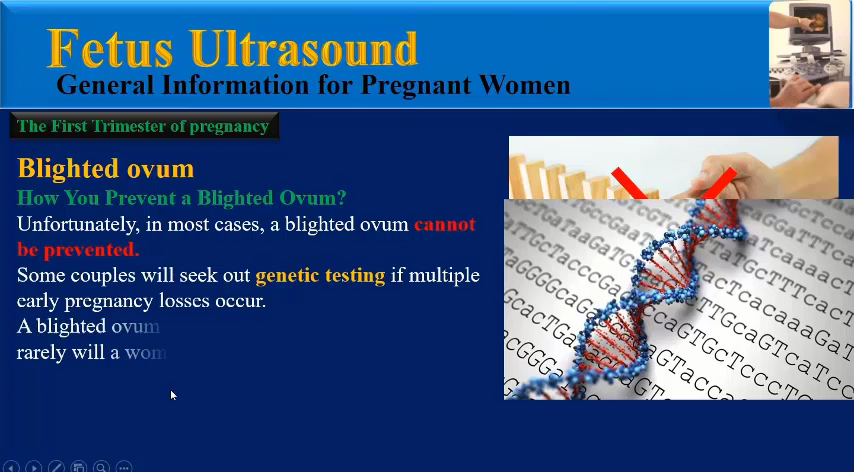 Fetus Ultrasound
General Information for Pregnant Women
The First Trimester of pregnancy
Blighted ovum
How You Prevent a Blighted Ovum?
Unfortunately, in most cases, a blighted ovum cannot
be prevented.
Some couples will seek out genetic testing if multiple
early pregnancy losses occur.
A blighted ovum
rarely will a wom